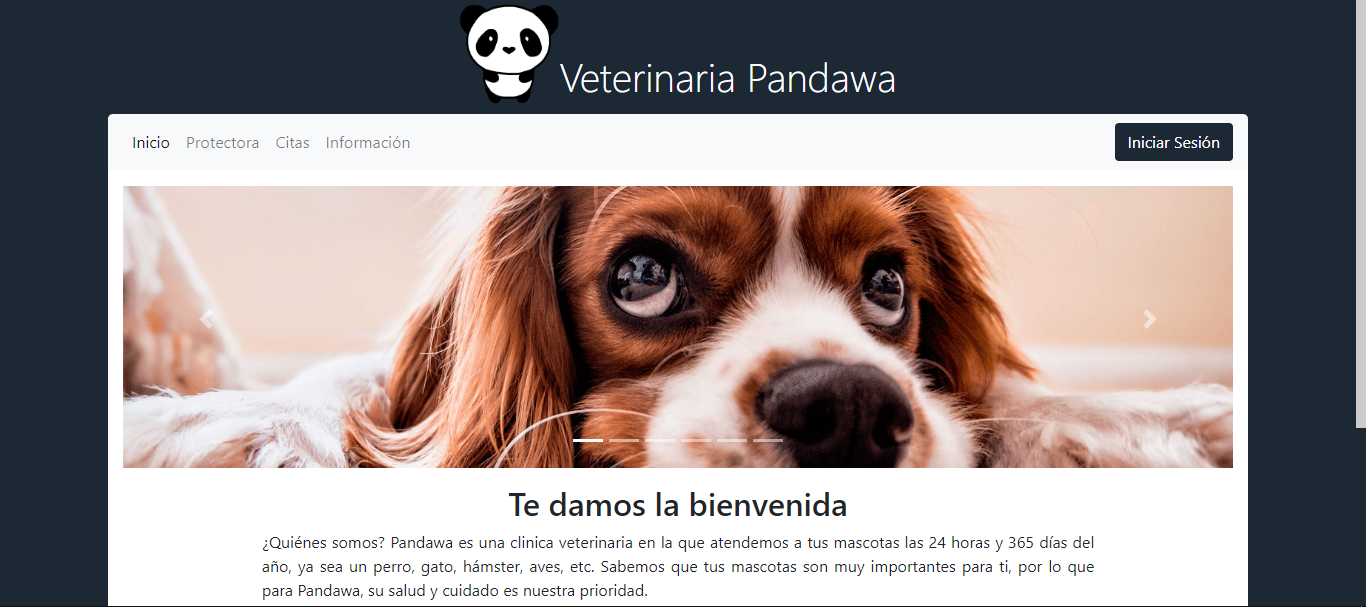 Veterinaria Pandawa
Inicio Protectora Citas Información Iniciar Sesión
Te damos la bienvenida
¿Quiénes somos? Pandawa es una clinica veterinaria en la que atendemos a tus mascotas las 24 horas y 365 días del
año, ya sea un perro, gato, hámster, aves, etc. Sabemos que tus mascotas son muy importantes para ti, por lo que
para Pandawa, su salud y cuidado es nuestra prioridad.